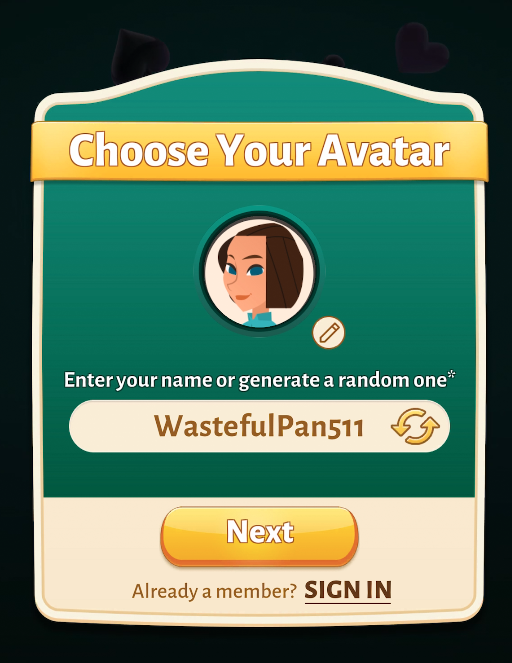 Choose Your Avatar
Enter your name or generate a random one*
WastefulPan511
Next
Already a member? SIGN IN